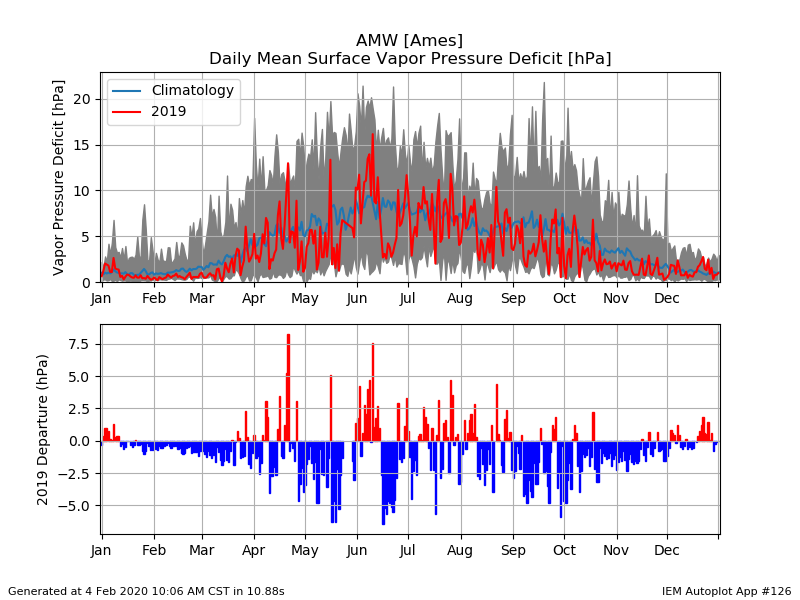 AMW [Ames]
Daily Mean Surface Vapor Pressure Deficit [hPa]
Vapor Pressure Deficit [hPa]
20
15
10
5
0
Climatology
2019
Jan Feb Mar Apr May Jun Jul Aug Sep Oct Nov Dec
2019 Departure (hPa)
7.5
5.0
2.5
0.0
−2.5
−5.0
Jan Feb Mar Apr May Jun Jul Aug Sep Oct Nov Dec
Generated at 4 Feb 2020 10:06 AM CST in 10.88s
IEM Autoplot App #126